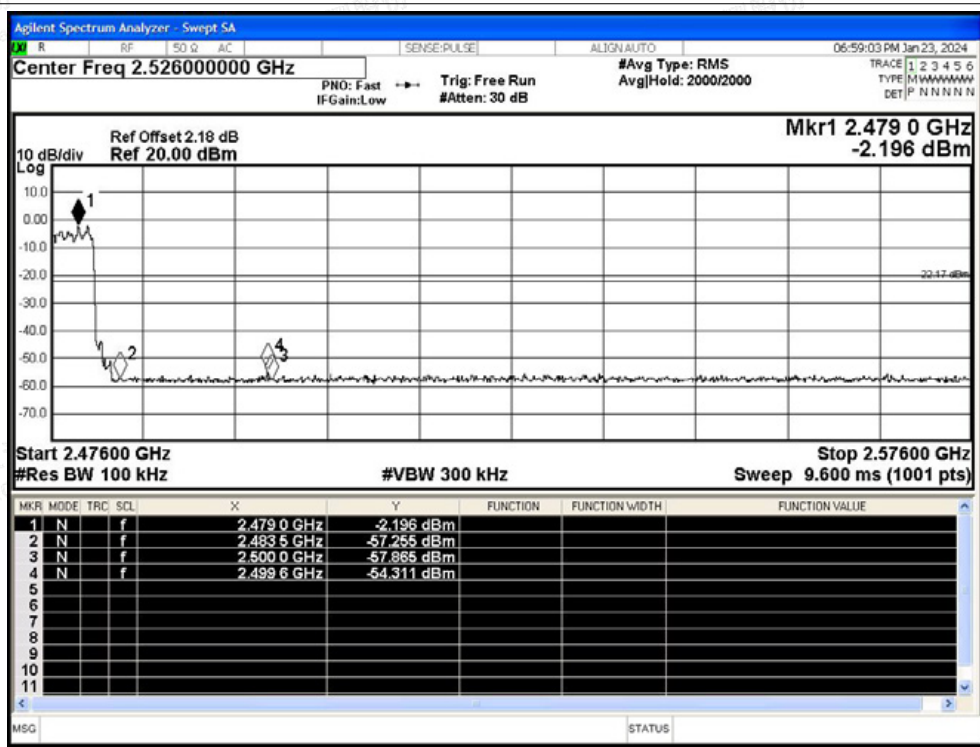 Agilent Spectrum Analyzer - Swept SA
LXI R RF 50 Ω AC SENSE:PULSE ALIGNAUTO 06:59:03 PM Jan 23, 2024
Center Freq 2.526000000 GHz
PNO: Fast
IFGain:Low
Trig: Free Run
#Atten: 30 dB
#Avg Type: RMS
Avg|Hold: 2000/2000
TRACE 1 2 3 4 5 6
TYPE MWWWWW
DET P N N N N N
Ref Offset 2.18 dB
10 dB/div Ref 20.00 dBm
Log
Mkr1 2.479 0 GHz
-2.196 dBm
10.0
0.00
-10.0
-20.0
-30.0
-40.0
-50.0
-60.0
-70.0
1
2
4
3
-22.17 dBm
Start 2.47600 GHz Stop 2.57600 GHz
#Res BW 100 kHz #VBW 300 kHz Sweep 9.600 ms (1001 pts)
MKR MODE TRC SCL X Y FUNCTION FUNCTION WIDTH FUNCTION VALUE
1 N f 2.479 0 GHz -2.196 dBm
2 N f 2.483 5 GHz -57.255 dBm
3 N f 2.500 0 GHz -57.865 dBm
4 N f 2.499 6 GHz -54.311 dBm
5
6
7
8
9
10
11
MSG STATUS